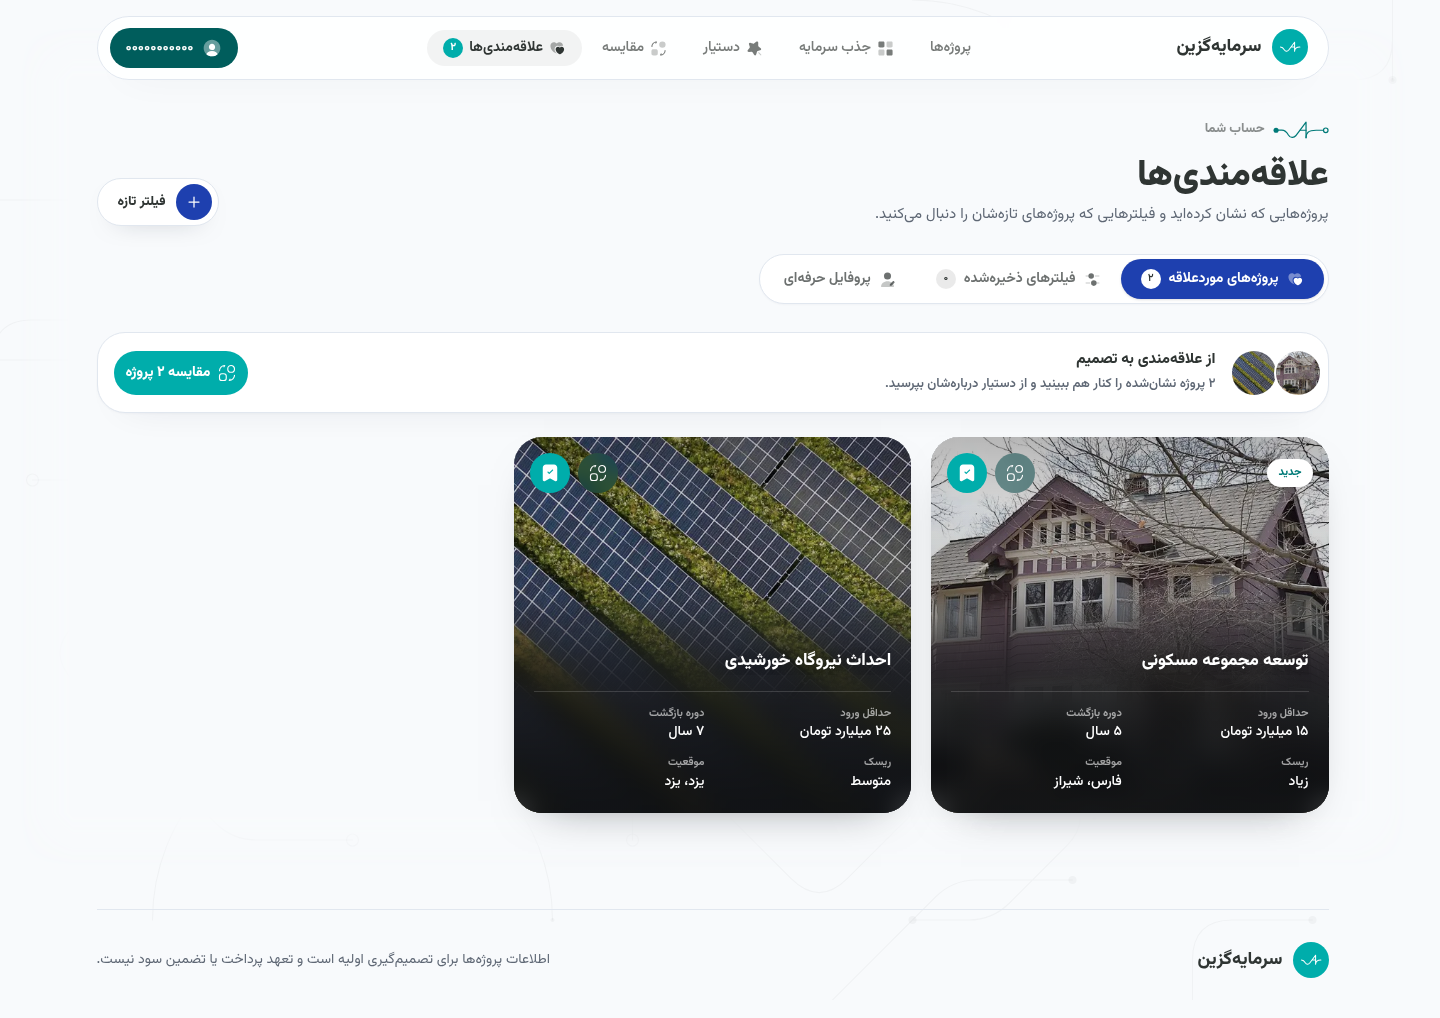 سرمایه‌گزین
پروژه‌ها
جذب سرمایه
دستیار
مقایسه
علاقه‌مندی‌ها ۲
۰۰۰۰۰۰۰۰۰۰۰
حساب شما
علاقه‌مندی‌ها
پروژه‌هایی که نشان کرده‌اید و فیلترهایی که پروژه‌های تازه‌شان را دنبال می‌کنید.
فیلتر تازه
پروژه‌های موردعلاقه ۲
فیلترهای ذخیره‌شده ۰
پروفایل حرفه‌ای
از علاقه‌مندی به تصمیم
۲ پروژه نشان‌شده را کنار هم ببینید و از دستیار درباره‌شان بپرسید.
مقایسه ۲ پروژه
جدید
توسعه مجموعه مسکونی
حداقل ورود
۱۵ میلیارد تومان
دوره بازگشت
۵ سال
ریسک
زیاد
موقعیت
فارس، شیراز
احداث نیروگاه خورشیدی
حداقل ورود
۲۵ میلیارد تومان
دوره بازگشت
۷ سال
ریسک
متوسط
موقعیت
یزد، یزد
سرمایه‌گزین
اطلاعات پروژه‌ها برای تصمیم‌گیری اولیه است و تعهد پرداخت یا تضمین سود نیست.